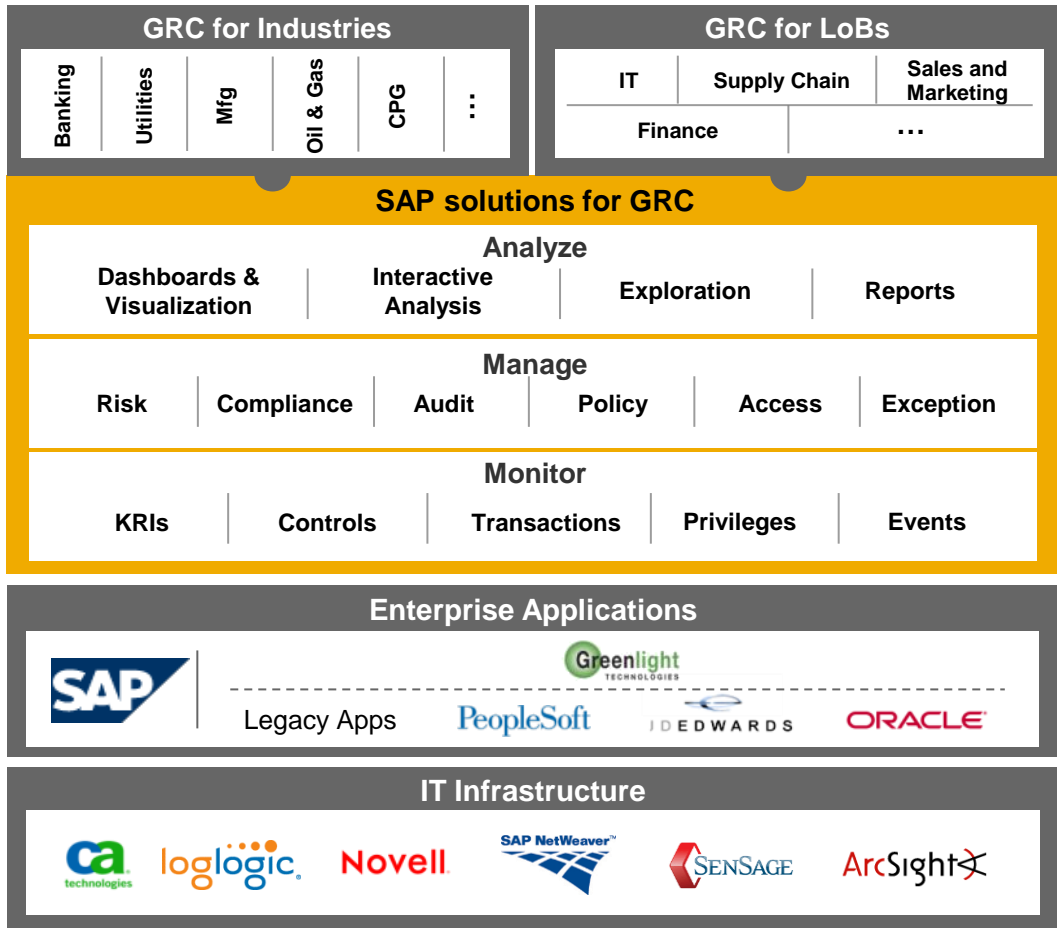 GRC for Industries
Banking
Utilities
Mfg
Oil & Gas
CPG
...
GRC for LoBs
IT
Supply Chain
Sales and
Marketing
Finance
...
SAP solutions for GRC
Analyze
Dashboards &
Visualization
Interactive
Analysis
Exploration
Reports
Manage
Risk
Compliance
Audit
Policy
Access
Exception
Monitor
KRIs
Controls
Transactions
Privileges
Events
Enterprise Applications
SAP
Greenlight
TECHNOLOGIES
Legacy Apps
PeopleSoft
JDEDWARDS
ORACLE
IT Infrastructure
ca
technologies
loglogic
Novell
SAP NetWeaver™
SENSAGE
ArcSight